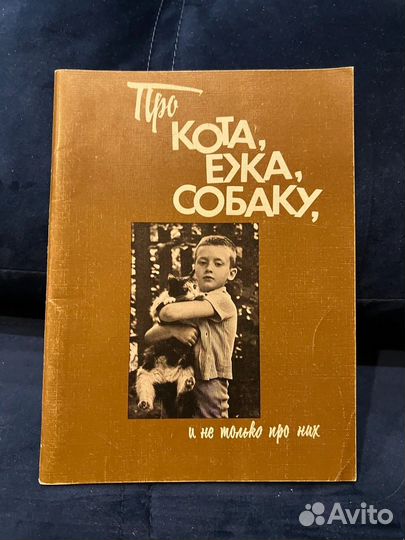 Про
КОТА,
ЕЖА,
СОБАКУ,
и не только про них
Avito